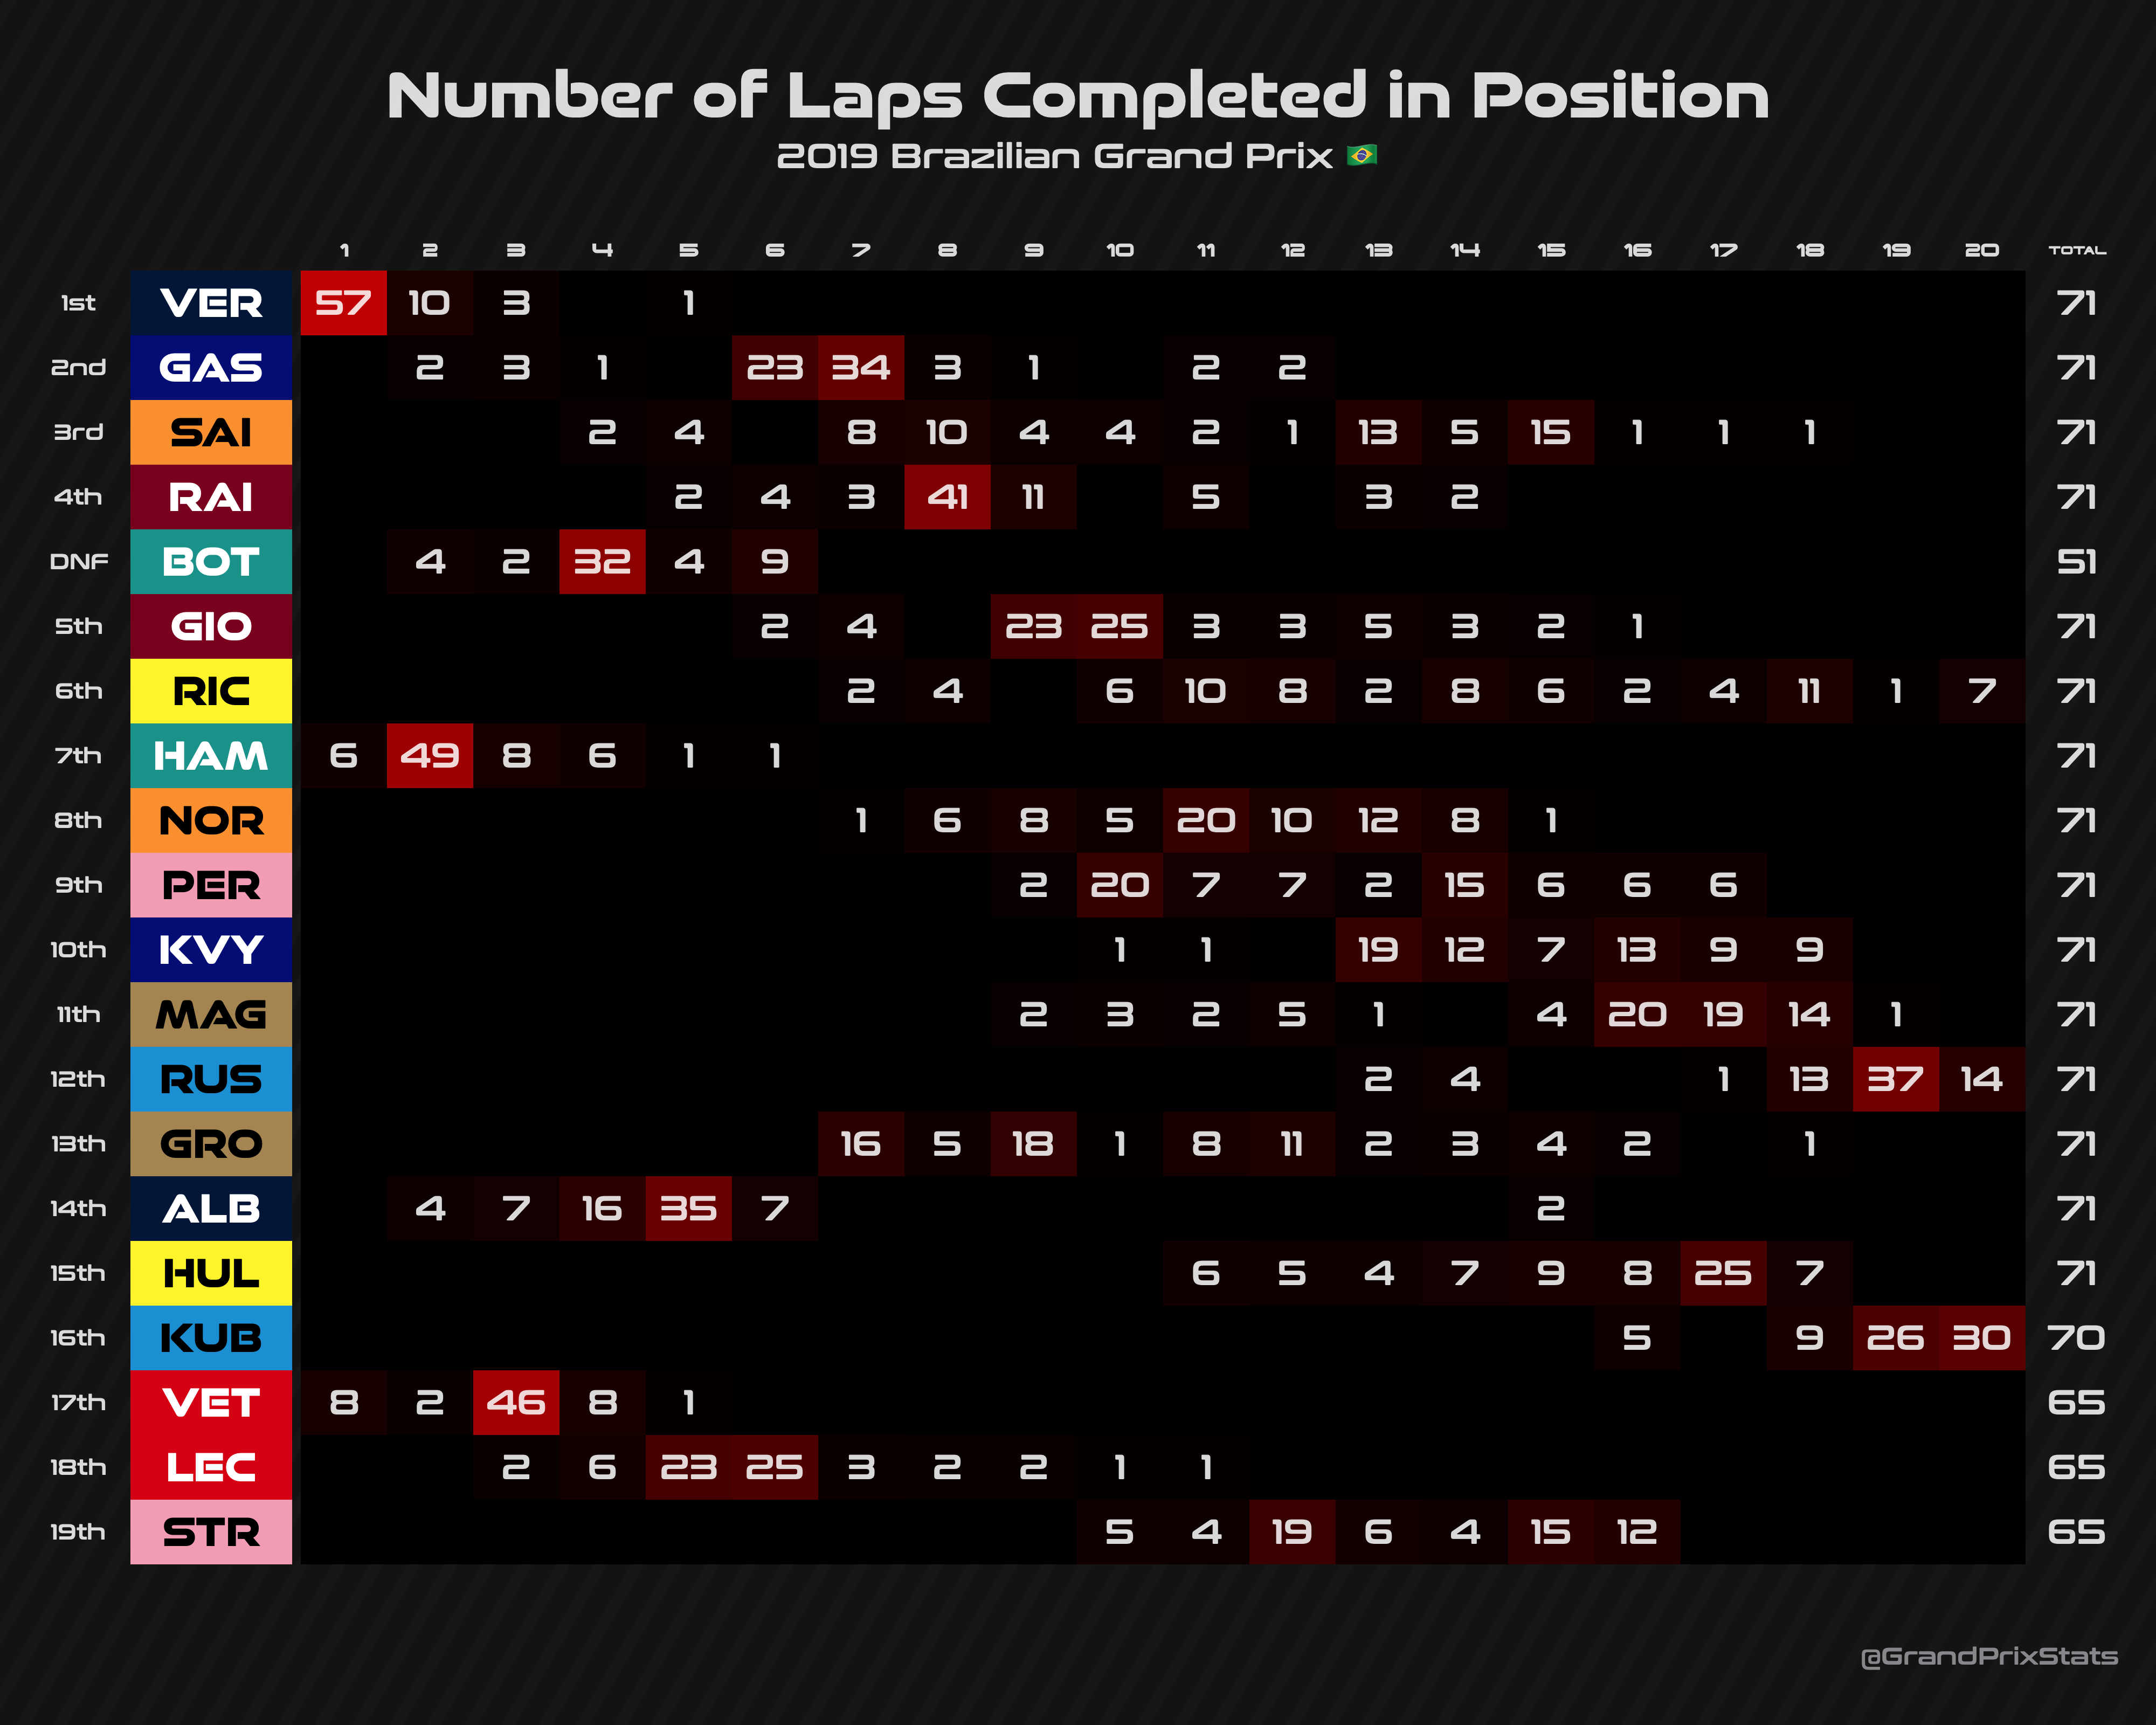 Number of Laps Completed in Position
2019 Brazilian Grand Prix
1 2 3 4 5 6 7 8 9 10 11 12 13 14 15 16 17 18 19 20 TOTAL
1st VER 57 10 3 1 71
2nd GAS 2 3 1 23 34 3 1 2 2 71
3rd SAI 2 4 8 10 4 4 2 1 13 5 15 1 1 1 71
4th RAI 2 4 3 41 11 5 3 2 71
DNF BOT 4 2 32 4 9 51
5th GIO 2 4 23 25 3 3 5 3 2 1 71
6th RIC 2 4 6 10 8 2 8 6 2 4 11 1 7 71
7th HAM 6 49 8 6 1 1 71
8th NOR 1 6 8 5 20 10 12 8 1 71
9th PER 2 20 7 7 2 15 6 6 6 71
10th KVY 1 1 19 12 7 13 9 9 71
11th MAG 2 3 2 5 1 4 20 19 14 1 71
12th RUS 2 4 1 13 37 14 71
13th GRO 16 5 18 1 8 11 2 3 4 2 1 71
14th ALB 4 7 16 35 7 2 71
15th HUL 6 5 4 7 9 8 25 7 71
16th KUB 5 9 26 30 70
17th VET 8 2 46 8 1 65
18th LEC 2 6 23 25 3 2 2 1 1 65
19th STR 5 4 19 6 4 15 12 65
@GrandPrixStats